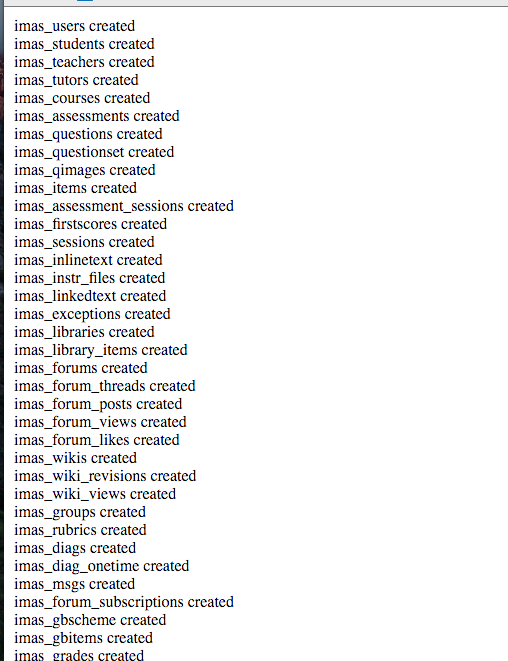 imas_users created
imas_students created
imas_teachers created
imas_tutors created
imas_courses created
imas_assessments created
imas_questions created
imas_questionset created
imas_qimages created
imas_items created
imas_assessment_sessions created
imas_firstscores created
imas_sessions created
imas_inlinetext created
imas_instr_files created
imas_linkedtext created
imas_exceptions created
imas_libraries created
imas_library_items created
imas_forums created
imas_forum_threads created
imas_forum_posts created
imas_forum_views created
imas_forum_likes created
imas_wikis created
imas_wiki_revisions created
imas_wiki_views created
imas_groups created
imas_rubrics created
imas_diags created
imas_diag_onetime created
imas_msgs created
imas_forum_subscriptions created
imas_gbscheme created
imas_gbitems created
imas_grades created